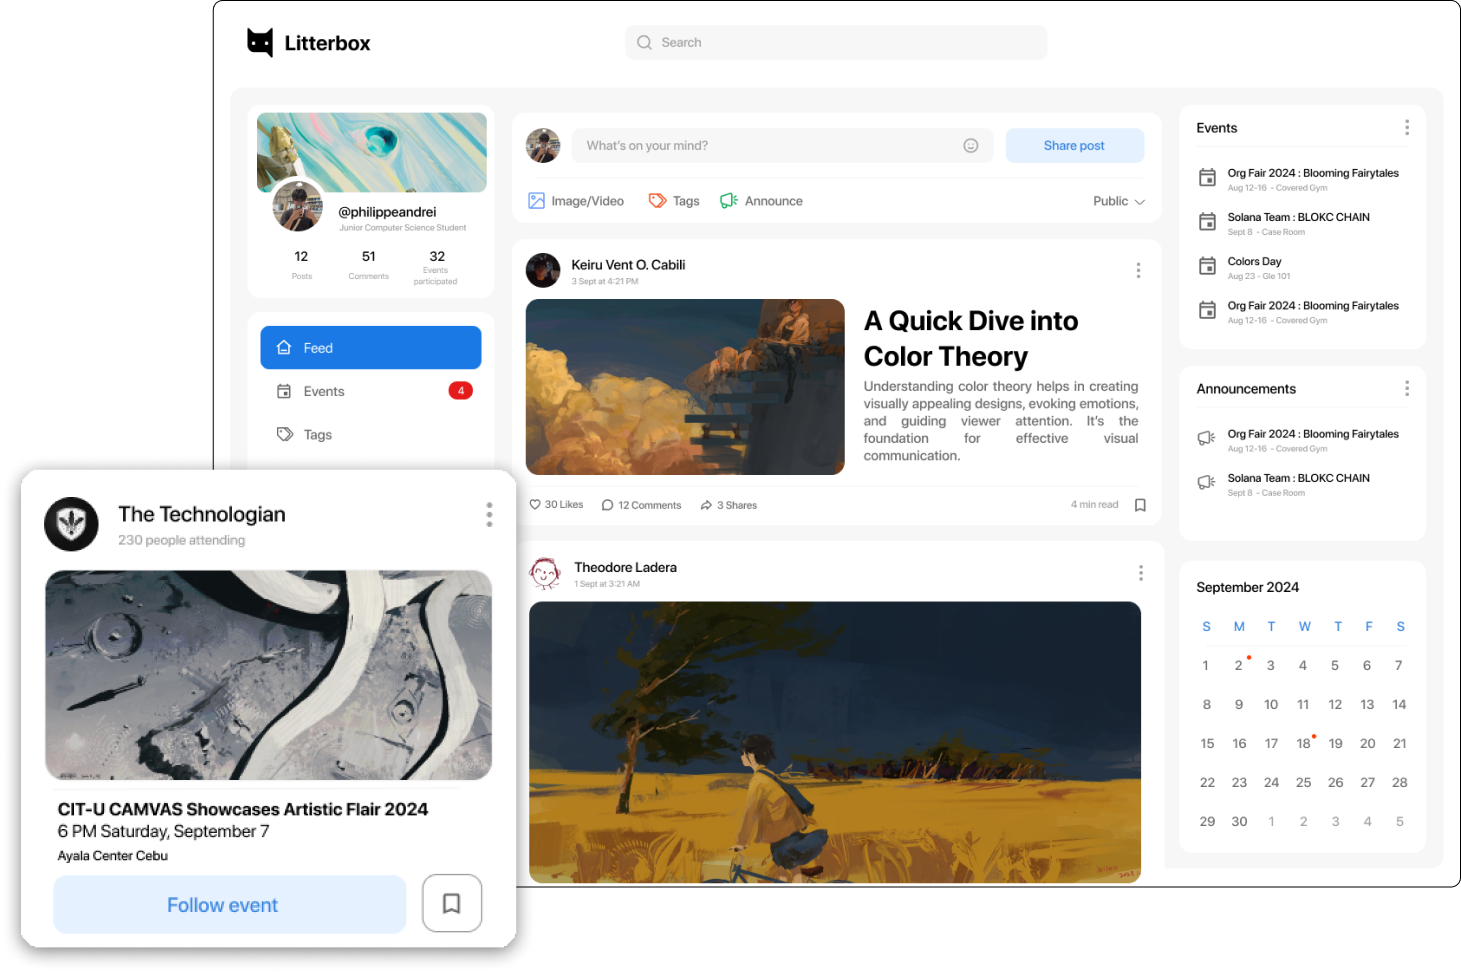 Litterbox
Search
@philippeandrei
Junior Computer Science Student
12
51
32
Posts
Comments
Events
participated
Feed
Events
4
Tags
What's on your mind?
Share post
Image/Video
Tags
Announce
Public
Keiru Vent O. Cabili
3 Sept at 4:21 PM
A Quick Dive into
Color Theory
Understanding color theory helps in creating
visually appealing designs, evoking emotions,
and guiding viewer attention. It's the
foundation for effective visual
communication.
30 Likes
12 Comments
3 Shares
4 min read
Theodore Ladera
1 Sept at 3:21 AM
Events
Org Fair 2024 : Blooming Fairytales
Aug 12-16 - Covered Gym
Solana Team : BLOKC CHAIN
Sept 8 - Case Room
Colors Day
Aug 23 - Gle 101
Org Fair 2024 : Blooming Fairytales
Aug 12-16 - Covered Gym
Announcements
Org Fair 2024 : Blooming Fairytales
Aug 12-16 - Covered Gym
Solana Team : BLOKC CHAIN
Sept 8 - Case Room
September 2024
S M T W T F S
1 2 3 4 5 6 7
8 9 10 11 12 13 14
15 16 17 18 19 20 21
22 23 24 25 26 27 28
29 30 1 2 3 4 5
The Technologian
230 people attending
CIT-U CAMVAS Showcases Artistic Flair 2024
6 PM Saturday, September 7
Ayala Center Cebu
Follow event